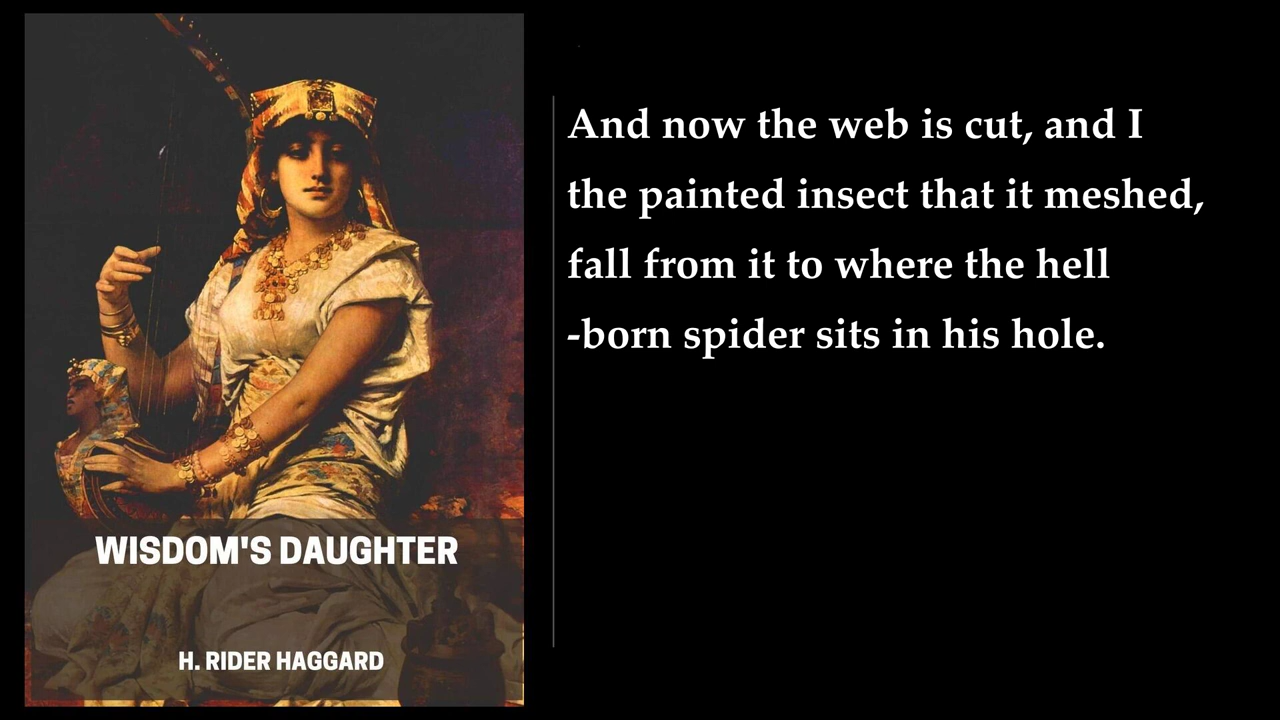 WISDOM'S DAUGHTER
H. RIDER HAGGARD
And now the web is cut, and I
the painted insect that it meshed,
fall from it to where the hell
-born spider sits in his hole.